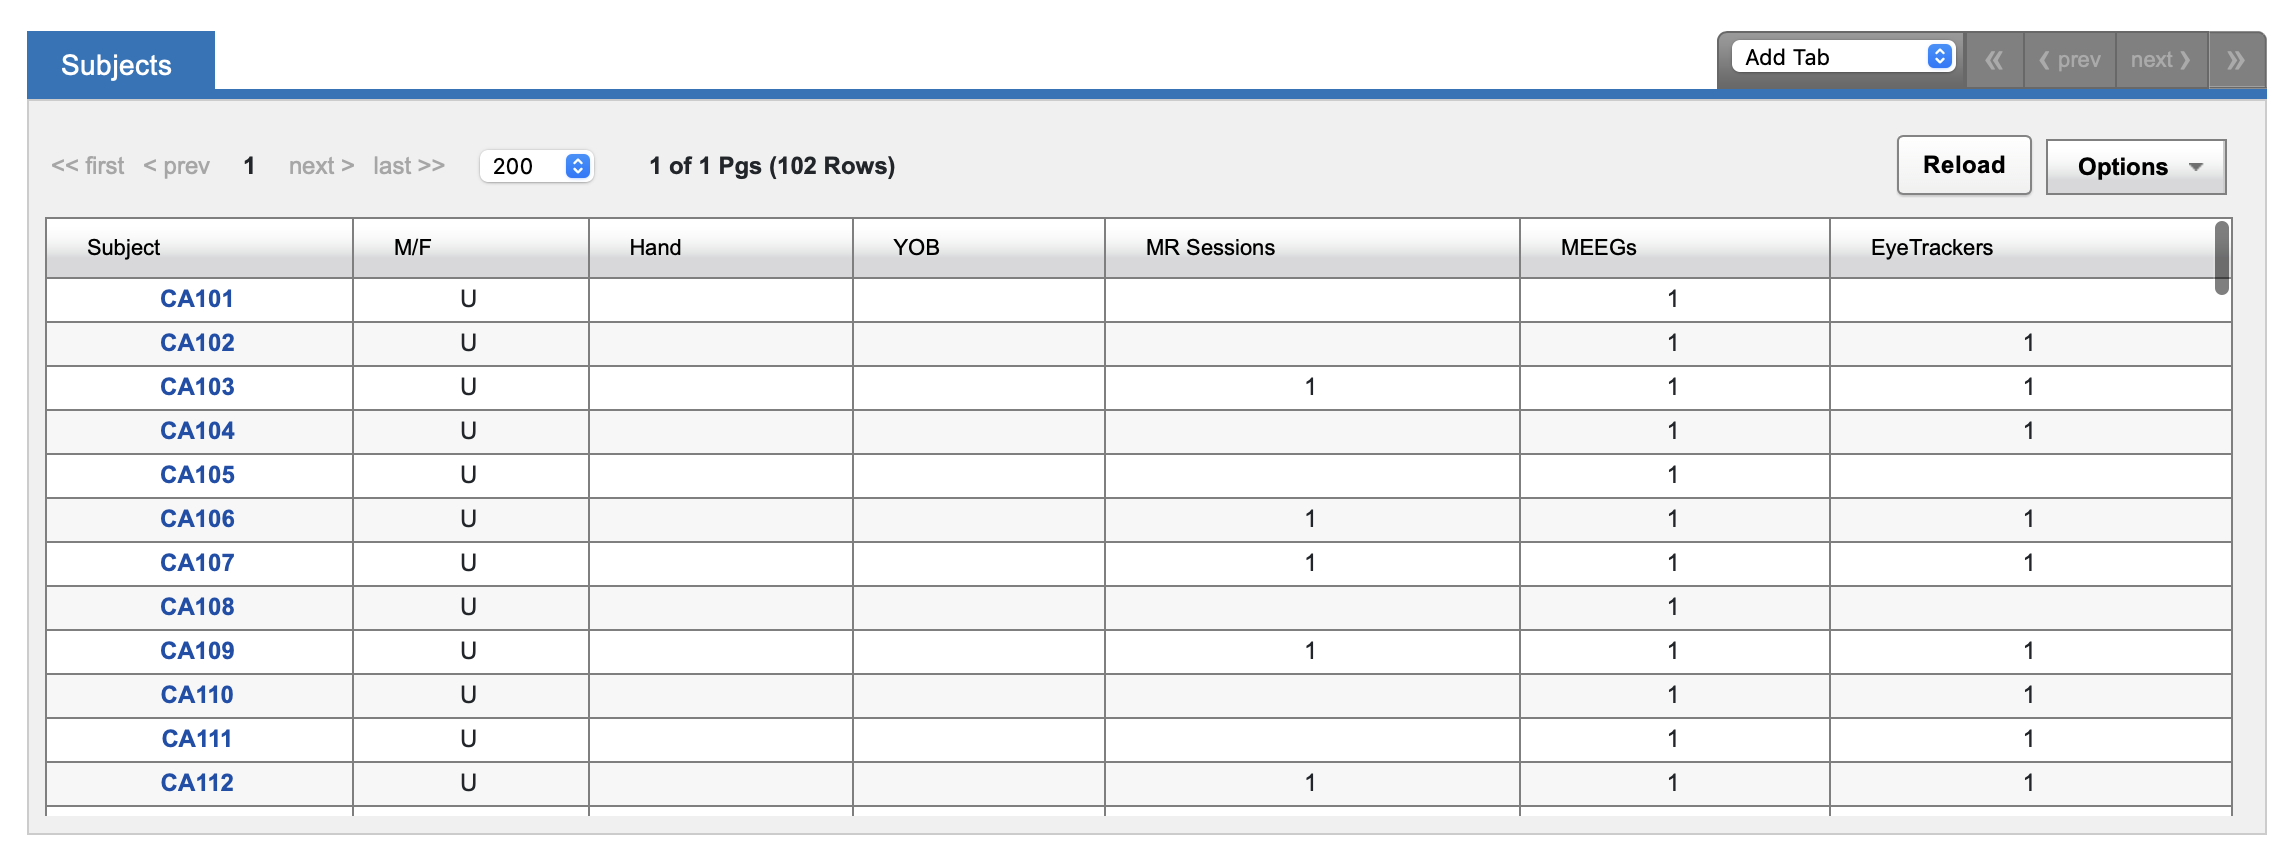 Subjects
Add Tab « ❮ prev next ❯ »
<< first < prev 1 next > last >> 200 1 of 1 Pgs (102 Rows) Reload Options
Subject M/F Hand YOB MR Sessions MEEGs EyeTrackers
CA101 U 1
CA102 U 1 1
CA103 U 1 1 1
CA104 U 1 1
CA105 U 1
CA106 U 1 1 1
CA107 U 1 1 1
CA108 U 1
CA109 U 1 1 1
CA110 U 1 1
CA111 U 1 1
CA112 U 1 1 1